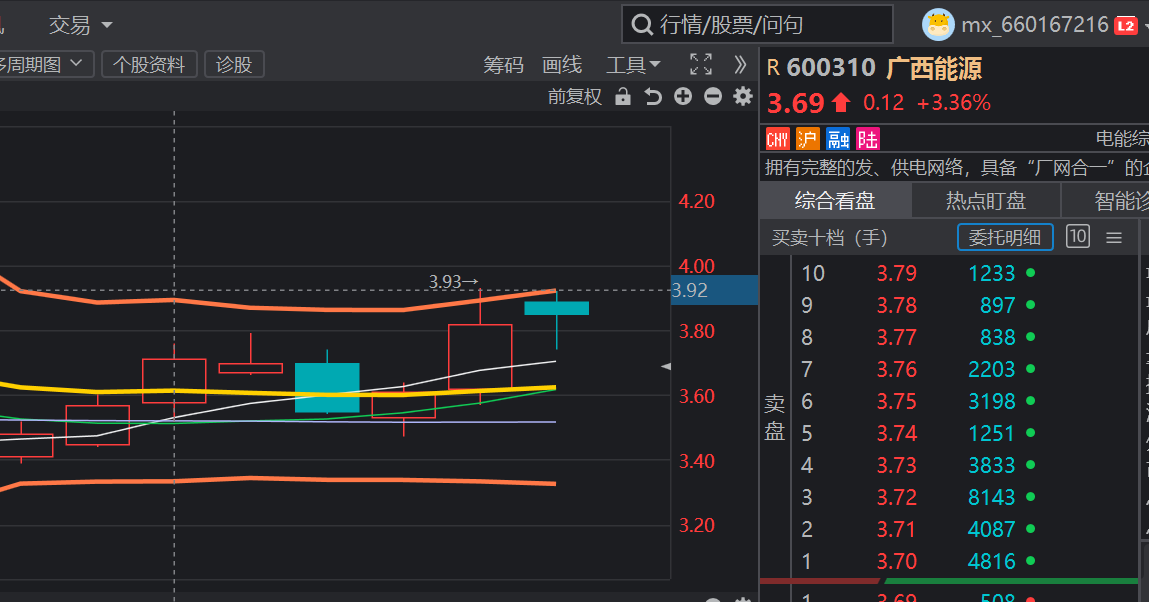 交易
行情/股票/问句
mx_660167216 L2
多周期图 个股资料 诊股 筹码 画线 工具
前复权
R 600310 广西能源
3.69 0.12 +3.36%
CNY 沪 融 陆
电能综
拥有完整的发、供电网络，具备“厂网合一”的企
综合看盘 热点盯盘 智能诊
买卖十档（手） 委托明细 10
卖盘
10 3.79 1233
9 3.78 897
8 3.77 838
7 3.76 2203
6 3.75 3198
5 3.74 1251
4 3.73 3833
3 3.72 8143
2 3.71 4087
1 3.70 4816
1 3.69 508
4.20
4.00
3.93→
3.92
3.80
3.60
3.40
3.20